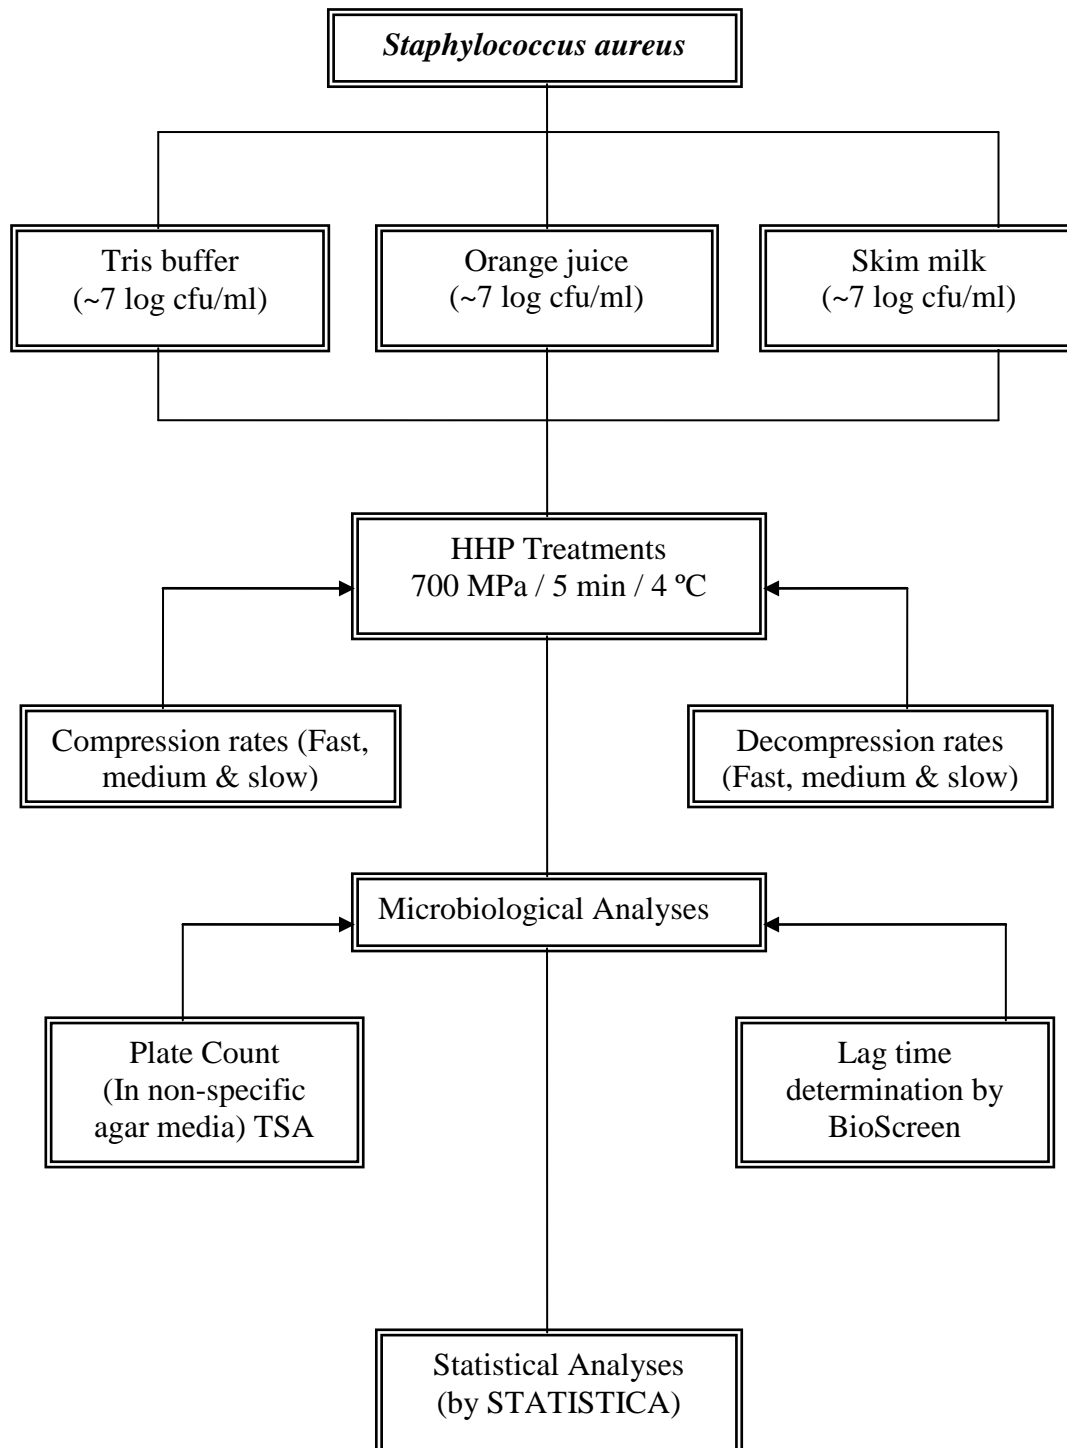 Staphylococcus aureus
Tris buffer
(~7 log cfu/ml)
Orange juice
(~7 log cfu/ml)
Skim milk
(~7 log cfu/ml)
HHP Treatments
700 MPa / 5 min / 4 ºC
Compression rates (Fast,
medium & slow)
Decompression rates
(Fast, medium & slow)
Microbiological Analyses
Plate Count
(In non-specific
agar media) TSA
Lag time
determination by
BioScreen
Statistical Analyses
(by STATISTICA)